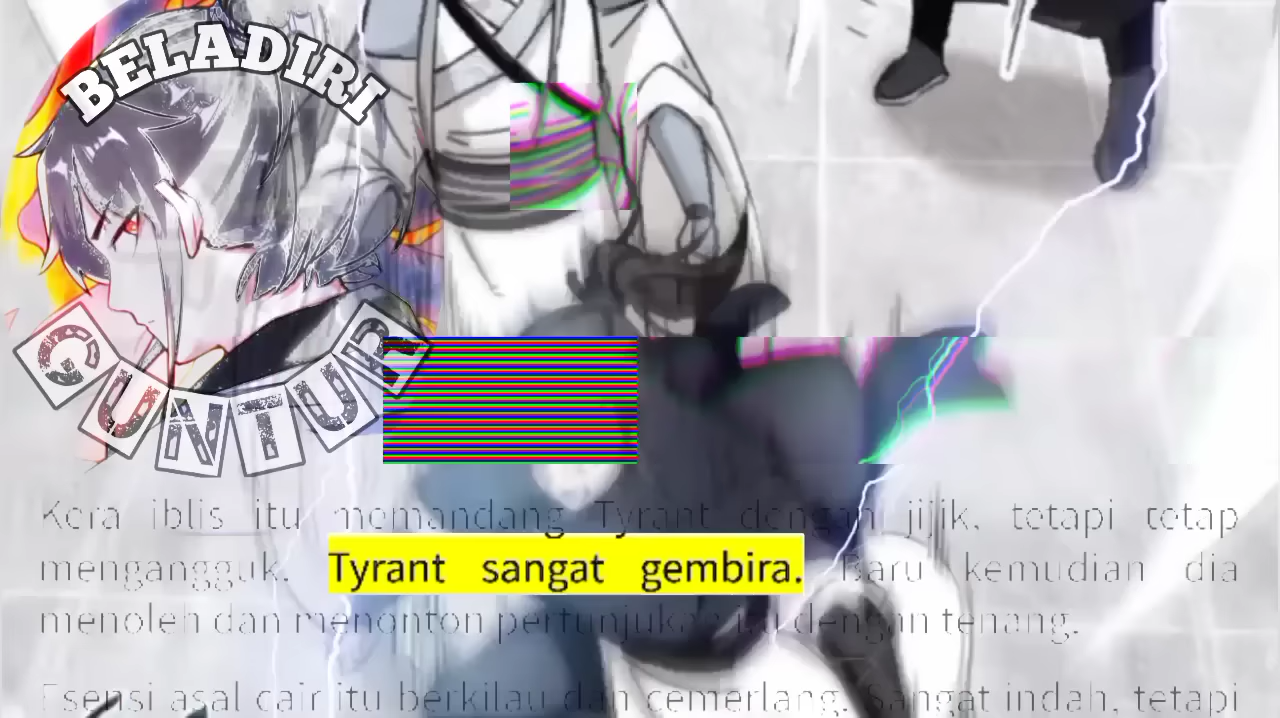 BELADIRI
GUNTUR
Kera iblis itu memandang Tyrant dengan jijik, tetapi tetap
mengangguk. Tyrant sangat gembira. Baru kemudian dia
menoleh dan menonton pertunjukan itu dengan tenang.
Esensi asal cair itu berkilau dan cemerlang. Sangat indah, tetapi